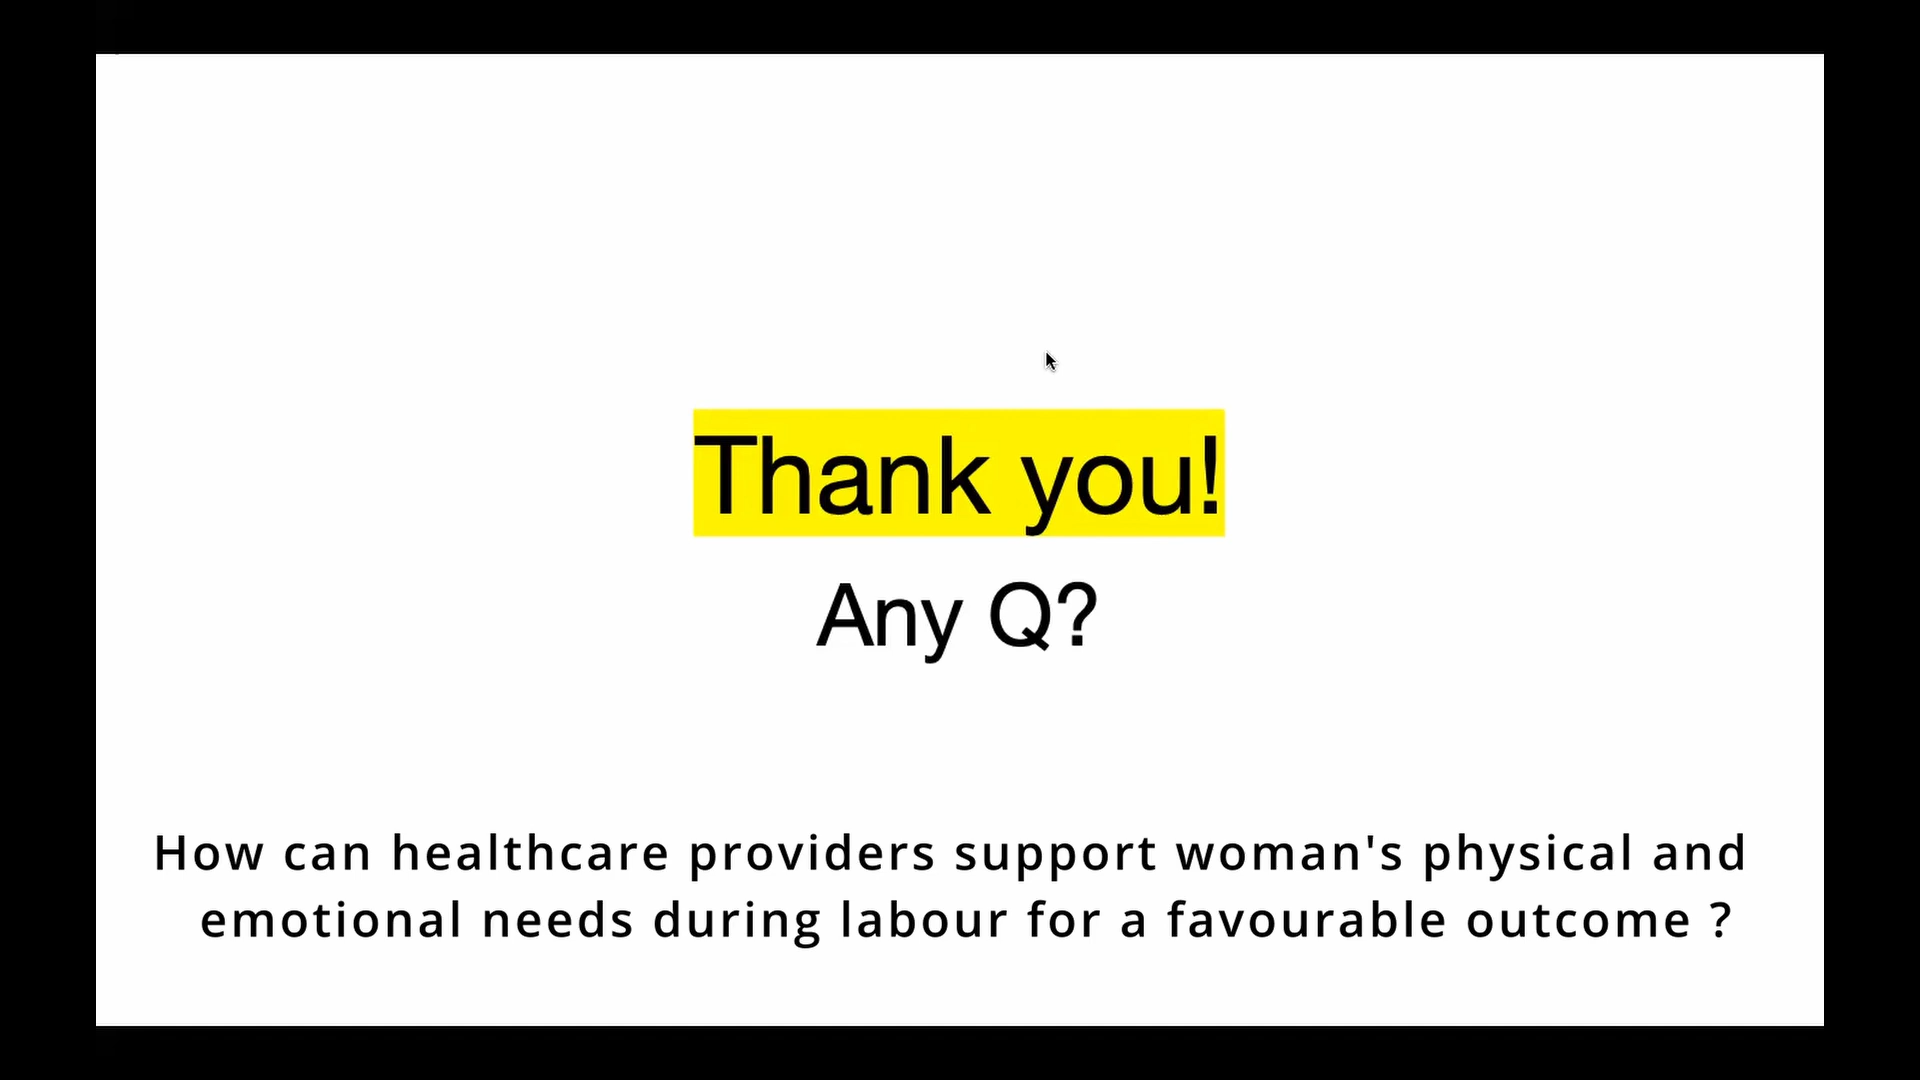 Thank you!
Any Q?
How can healthcare providers support woman's physical and
emotional needs during labour for a favourable outcome ?